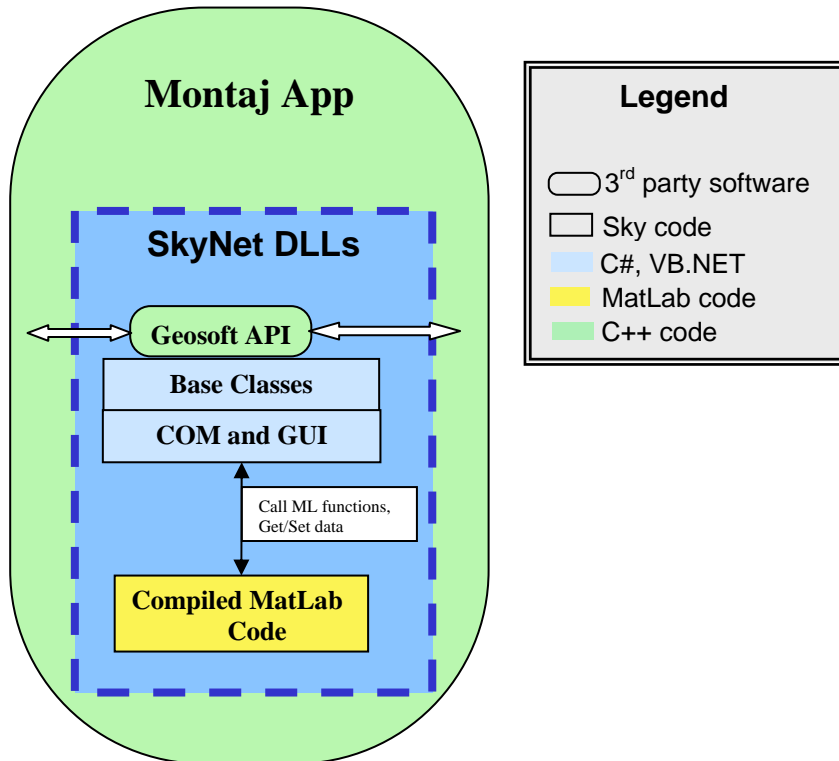 Montaj App
SkyNet DLLs
Geosoft API
Base Classes
COM and GUI
Call ML functions,
Get/Set data
Compiled MatLab
Code
Legend
3rd party software
Sky code
C#, VB.NET
MatLab code
C++ code